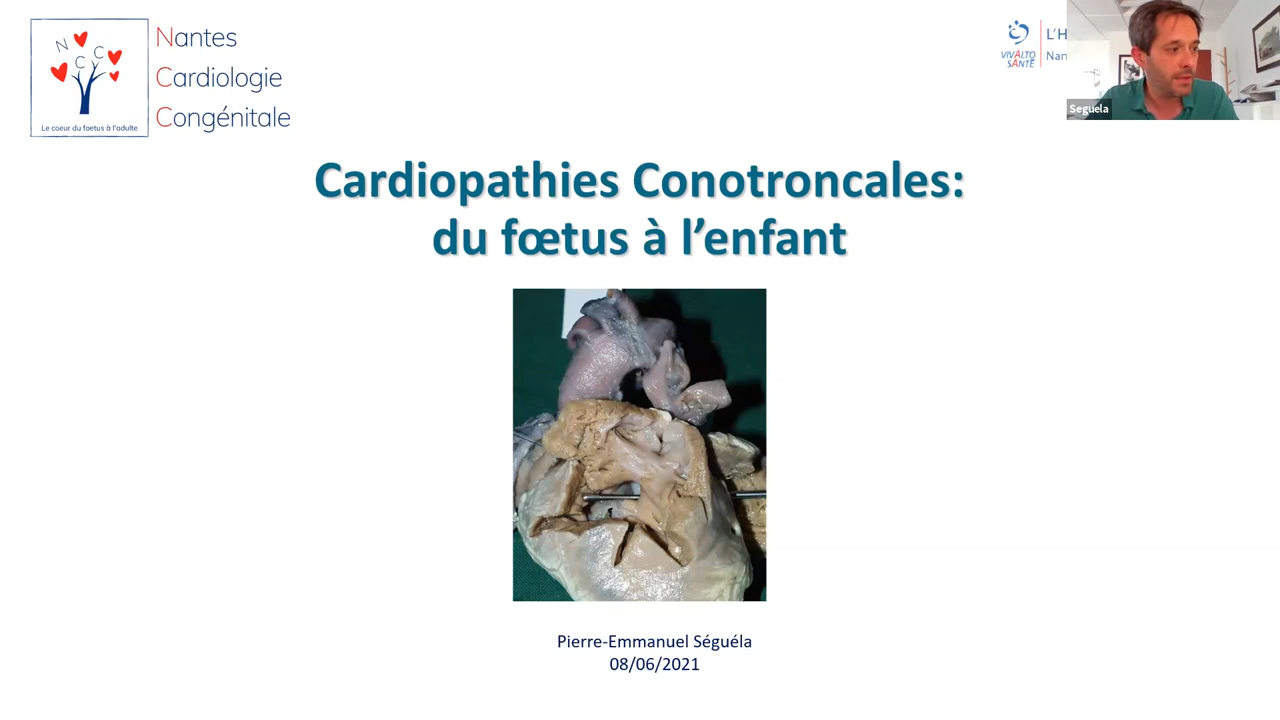 N
C
C
Le coeur du foetus à l'adulte
Nantes
Cardiologie
Congénitale
VIVALTO
SANTÉ
L'H
Nan
Seguela
Cardiopathies Conotroncales:
du fœtus à l'enfant
Pierre-Emmanuel Séguéla
08/06/2021